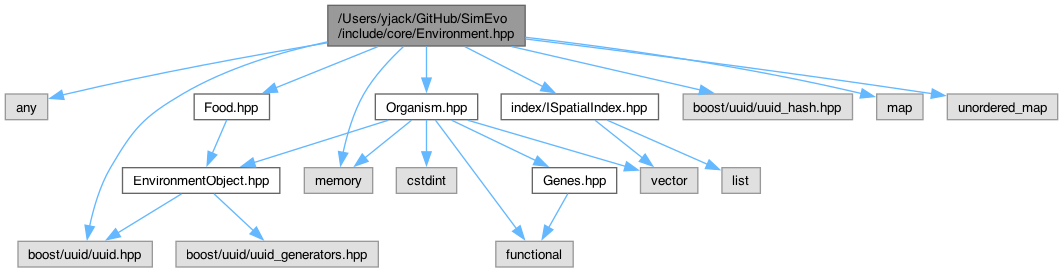 /Users/yjack/GitHub/SimEvo
/include/core/Environment.hpp
any
Food.hpp
Organism.hpp
index/ISpatialIndex.hpp
boost/uuid/uuid_hash.hpp
map
unordered_map
EnvironmentObject.hpp
memory
cstdint
Genes.hpp
vector
list
boost/uuid/uuid.hpp
boost/uuid/uuid_generators.hpp
functional